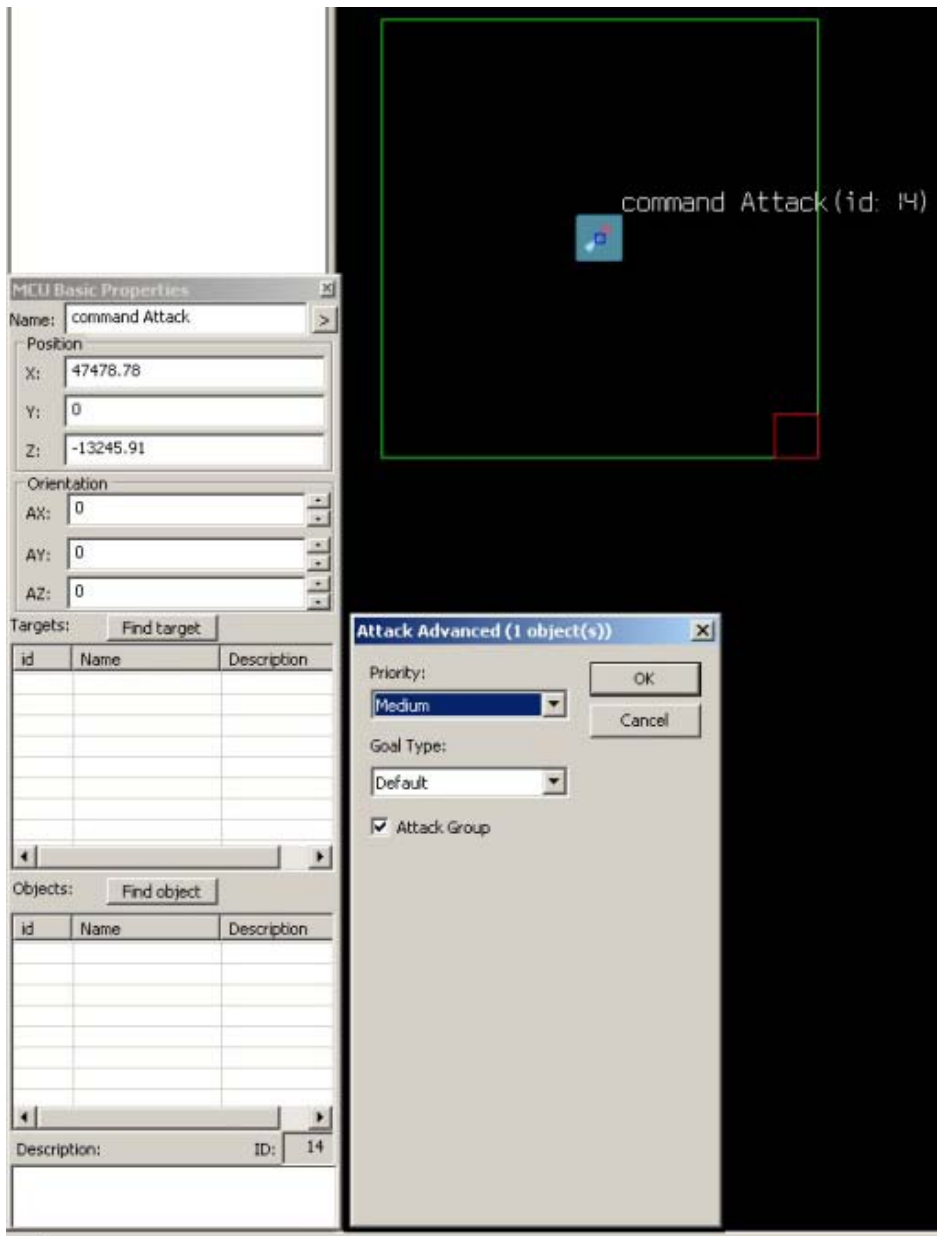 command Attack(id: 14)
MCU Basic Properties
Name: command Attack >
Position
X: 47478.78
Y: 0
Z: -13245.91
Orientation
AX: 0
AY: 0
AZ: 0
Targets: Find target
id Name Description
Objects: Find object
id Name Description
Description: ID: 14
Attack Advanced (1 object(s))
Priority:
OK
Medium
Cancel
Goal Type:
Default
Attack Group